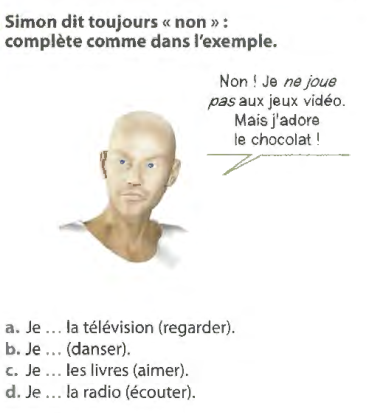 Simon dit toujours « non » :
complète comme dans l'exemple.
Non ! Je ne joue
pas aux jeux vidéo.
Mais j'adore
le chocolat !
a. Je ... la télévision (regarder).
b. Je ... (danser).
c. Je ... les livres (aimer).
d. Je ... la radio (écouter).